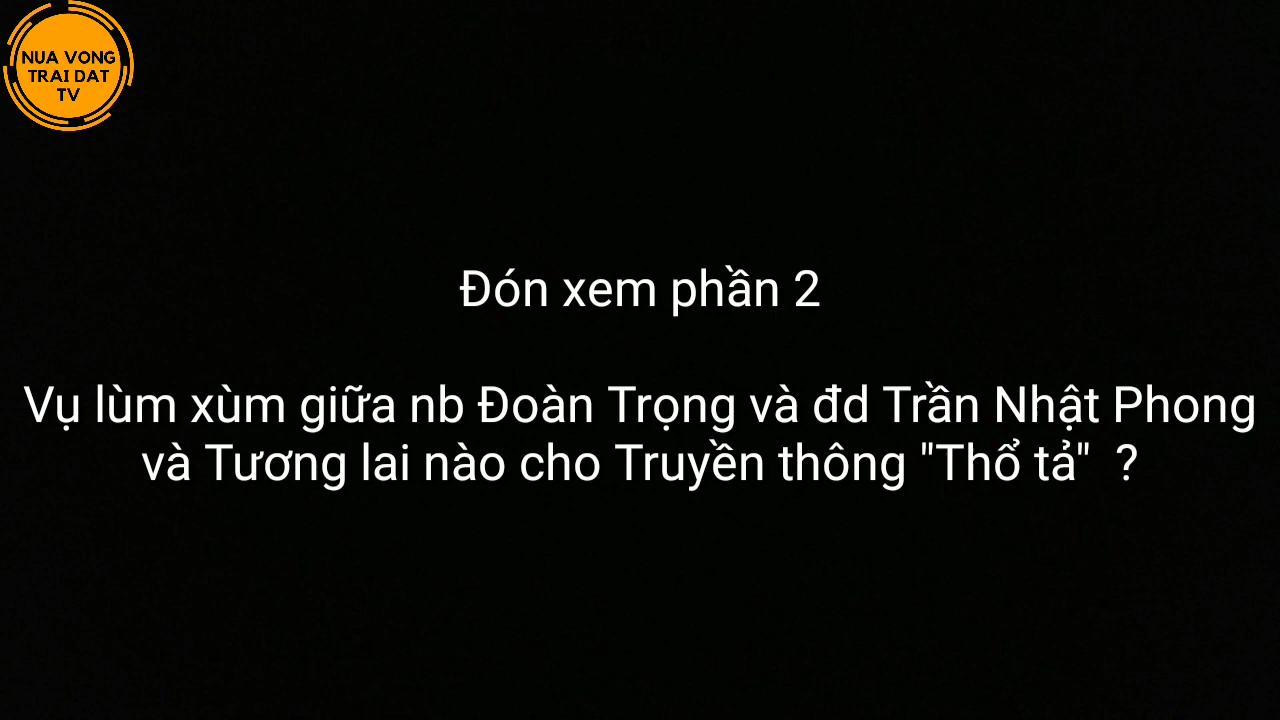 NUA VONG
TRAI DAT
TV
Đón xem phần 2
Vụ lùm xùm giữa nb Đoàn Trọng và đd Trần Nhật Phong
và Tương lai nào cho Truyền thông "Thổ tả"  ?